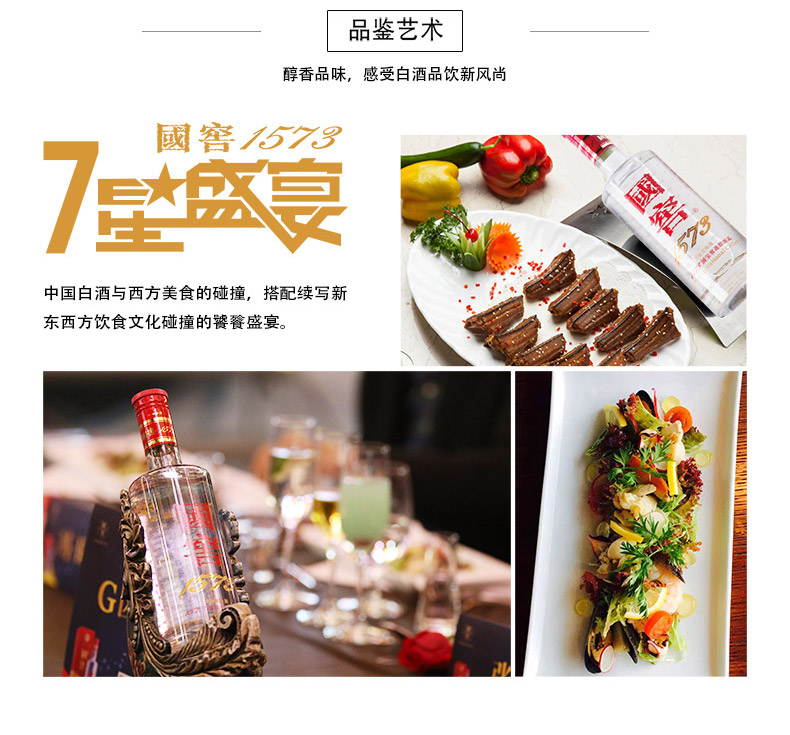 品鉴艺术
醇香品味，感受白酒品饮新风尚
國窖1573
7星盛宴
中国白酒与西方美食的碰撞，搭配续写新
东西方饮食文化碰撞的饕餮盛宴。
國窖
1573
1573